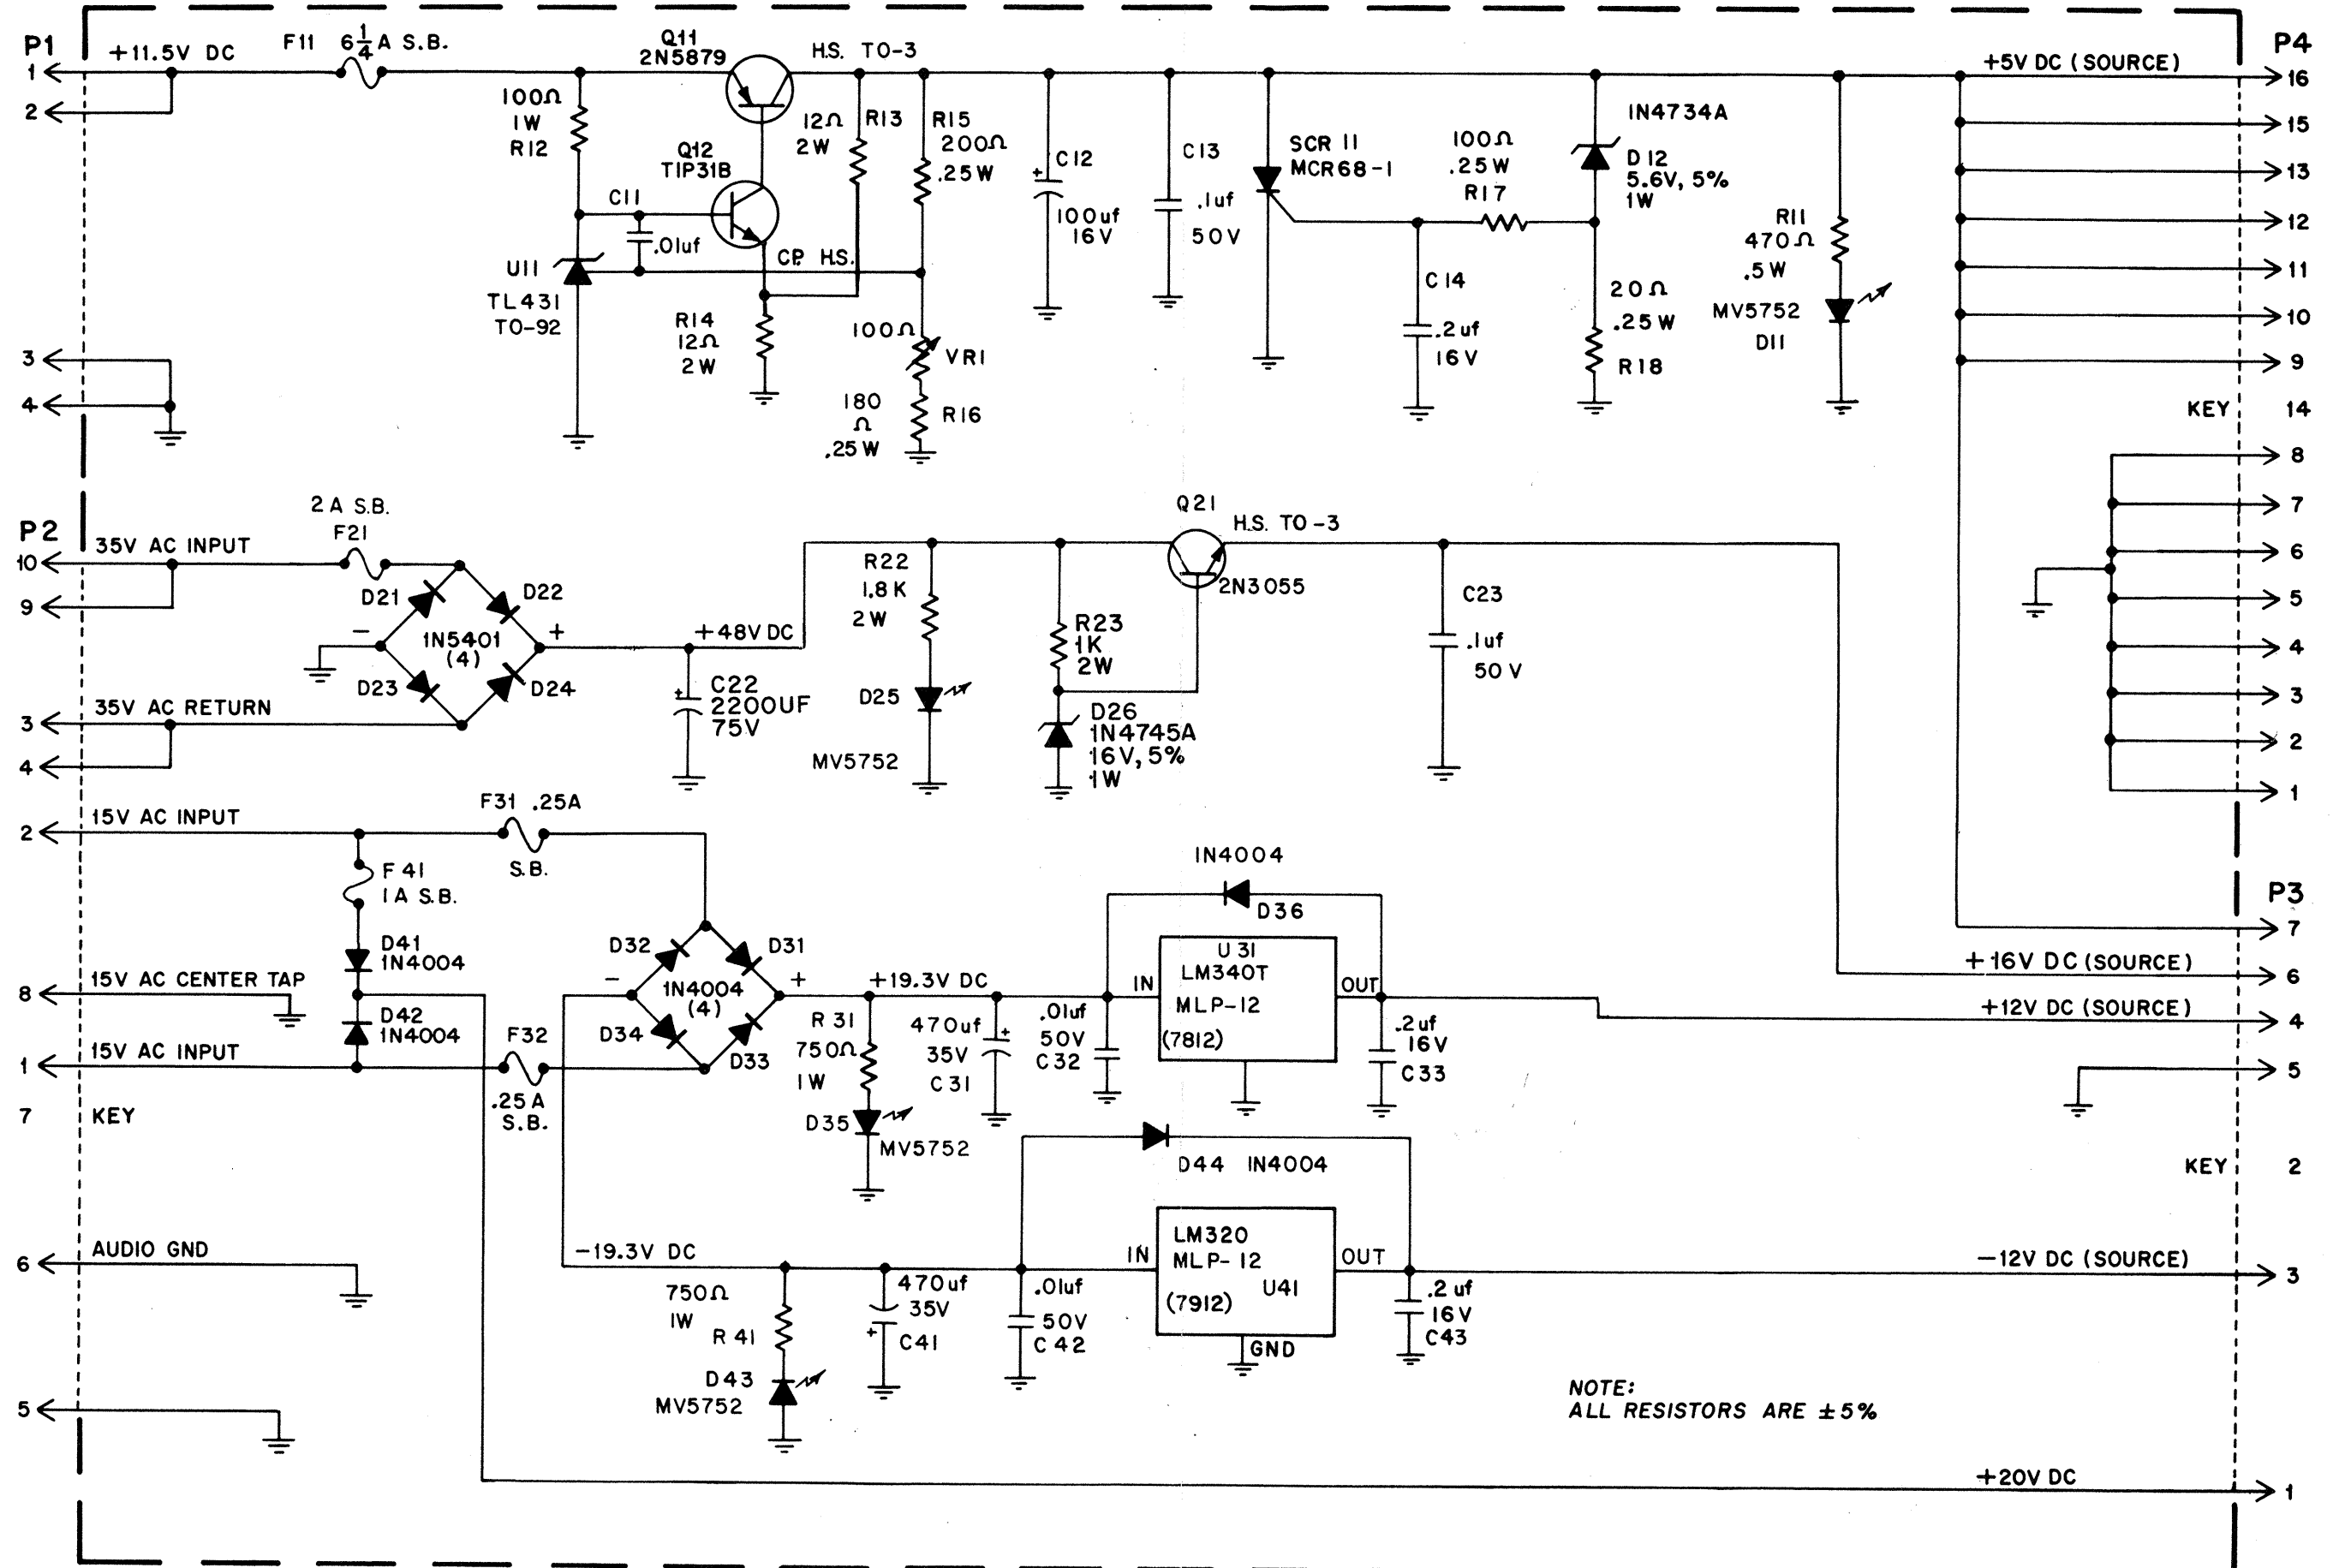 P1
+11.5V DC
F11 6 1/4 A S.B.
1
2
3
4
Q11
2N5879
H.S. TO-3
100Ω
1W
R12
Q12
TIP31B
C11
.01uf
U11
TL431
TO-92
C.P. H.S.
12Ω
2W
R13
R14
12Ω
2W
R15
200Ω
.25W
100Ω
VR1
180
Ω
.25W
R16
C12
+
100uf
16V
C13
.1uf
50V
SCR 11
MCR68-1
100Ω
.25W
R17
C14
.2uf
16V
1N4734A
D12
5.6V, 5%
1W
20Ω
.25W
R18
R11
470Ω
.5W
MV5752
D11
+5V DC (SOURCE)
P4
16
15
13
12
11
10
9
KEY 14
8
7
6
5
4
3
2
1
P2
10
9
3
4
35V AC INPUT
2A S.B.
F21
D21
D22
-
1N5401
(4)
+
D23
D24
35V AC RETURN
+48V DC
+
C22
2200UF
75V
R22
1.8K
2W
D25
MV5752
R23
1K
2W
D26
1N4745A
16V, 5%
1W
Q21
H.S. TO-3
2N3055
C23
.1uf
50V
2
15V AC INPUT
F31 .25A
S.B.
F41
1A S.B.
D41
1N4004
8
15V AC CENTER TAP
D42
1N4004
1
15V AC INPUT
F32
.25A
S.B.
7 KEY
D32
D31
-
1N4004
(4)
+
D34
D33
+19.3V DC
R31
750Ω
1W
D35
MV5752
470uf
35V
+
C31
.01uf
50V
C32
1N4004
D36
IN
U31
LM340T
MLP-12
(7812)
OUT
.2uf
16V
C33
P3
7
+16V DC (SOURCE)
6
+12V DC (SOURCE)
4
5
KEY 2
D44 1N4004
6
AUDIO GND
-19.3V DC
750Ω
1W
R41
D43
MV5752
470uf
35V
+
C41
.01uf
50V
C42
IN
LM320
MLP-12
U41
(7912)
OUT
GND
.2uf
16V
C43
-12V DC (SOURCE)
3
5
NOTE:
ALL RESISTORS ARE ±5%
+20V DC
1